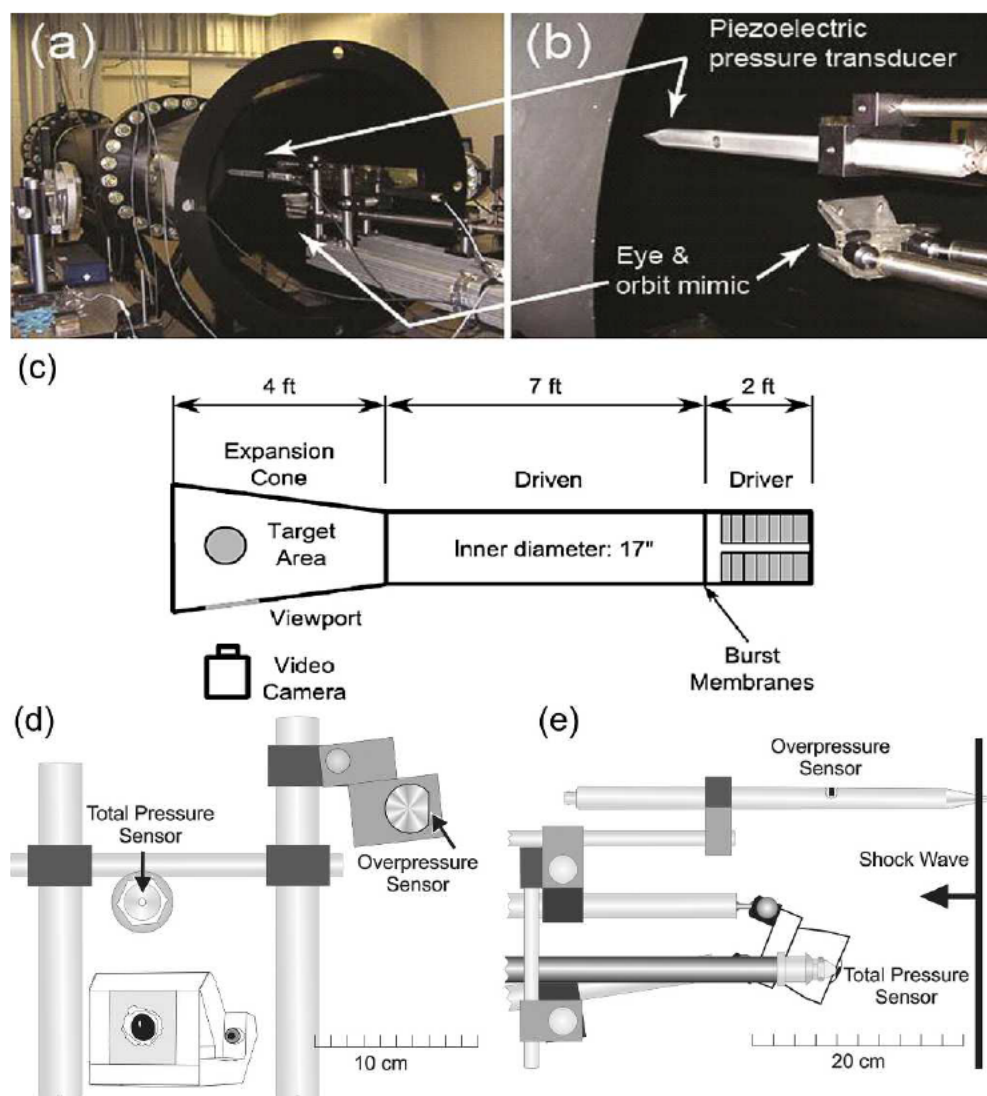 (a)
(b)
Piezoelectric
pressure transducer
Eye &
orbit mimic
(c)
4 ft
7 ft
2 ft
Expansion
Cone
Driven
Driver
Target
Area
Inner diameter: 17"
Viewport
Video
Camera
Burst
Membranes
(d)
Total Pressure
Sensor
Overpressure
Sensor
10 cm
(e)
Overpressure
Sensor
Shock Wave
Total Pressure
Sensor
20 cm